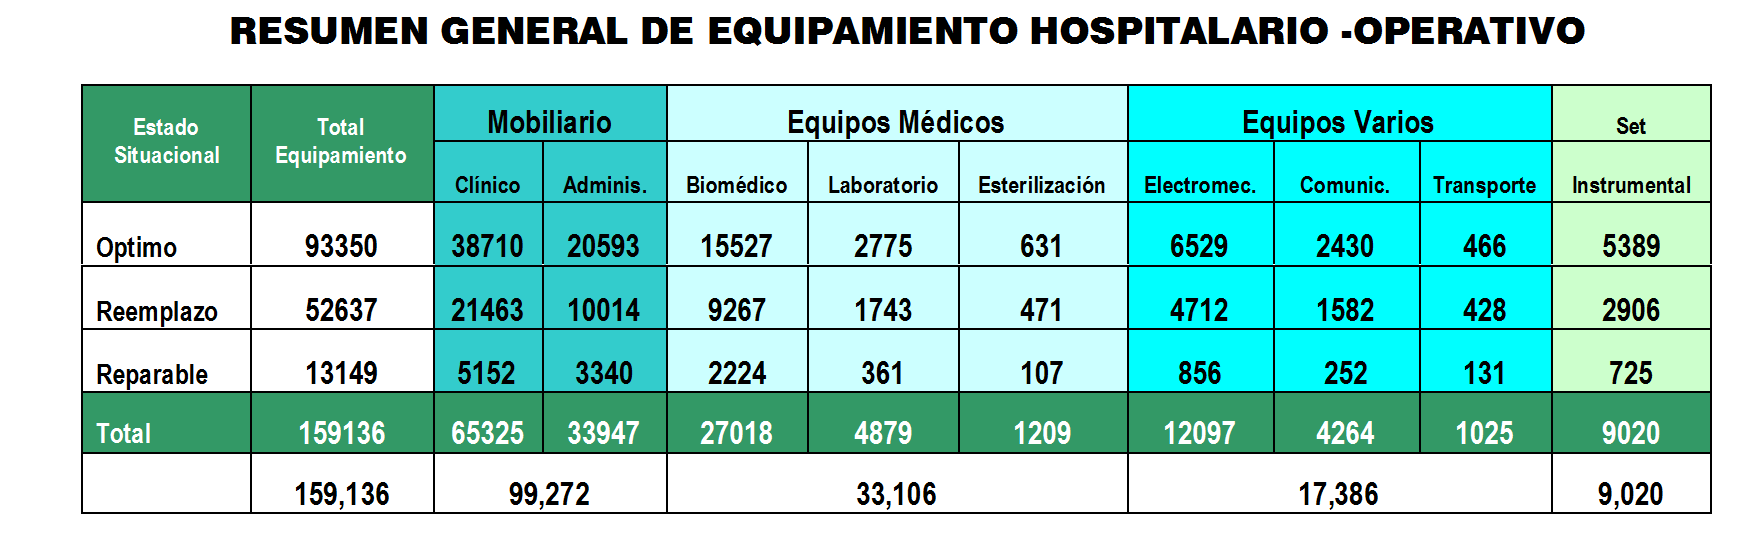 RESUMEN GENERAL DE EQUIPAMIENTO HOSPITALARIO -OPERATIVO
Estado Situacional Total Equipamiento Mobiliario Equipos Médicos Equipos Varios Set
Clínico Adminis. Biomédico Laboratorio Esterilización Electromec. Comunic. Transporte Instrumental
Optimo 93350 38710 20593 15527 2775 631 6529 2430 466 5389
Reemplazo 52637 21463 10014 9267 1743 471 4712 1582 428 2906
Reparable 13149 5152 3340 2224 361 107 856 252 131 725
Total 159136 65325 33947 27018 4879 1209 12097 4264 1025 9020
159,136 99,272 33,106 17,386 9,020